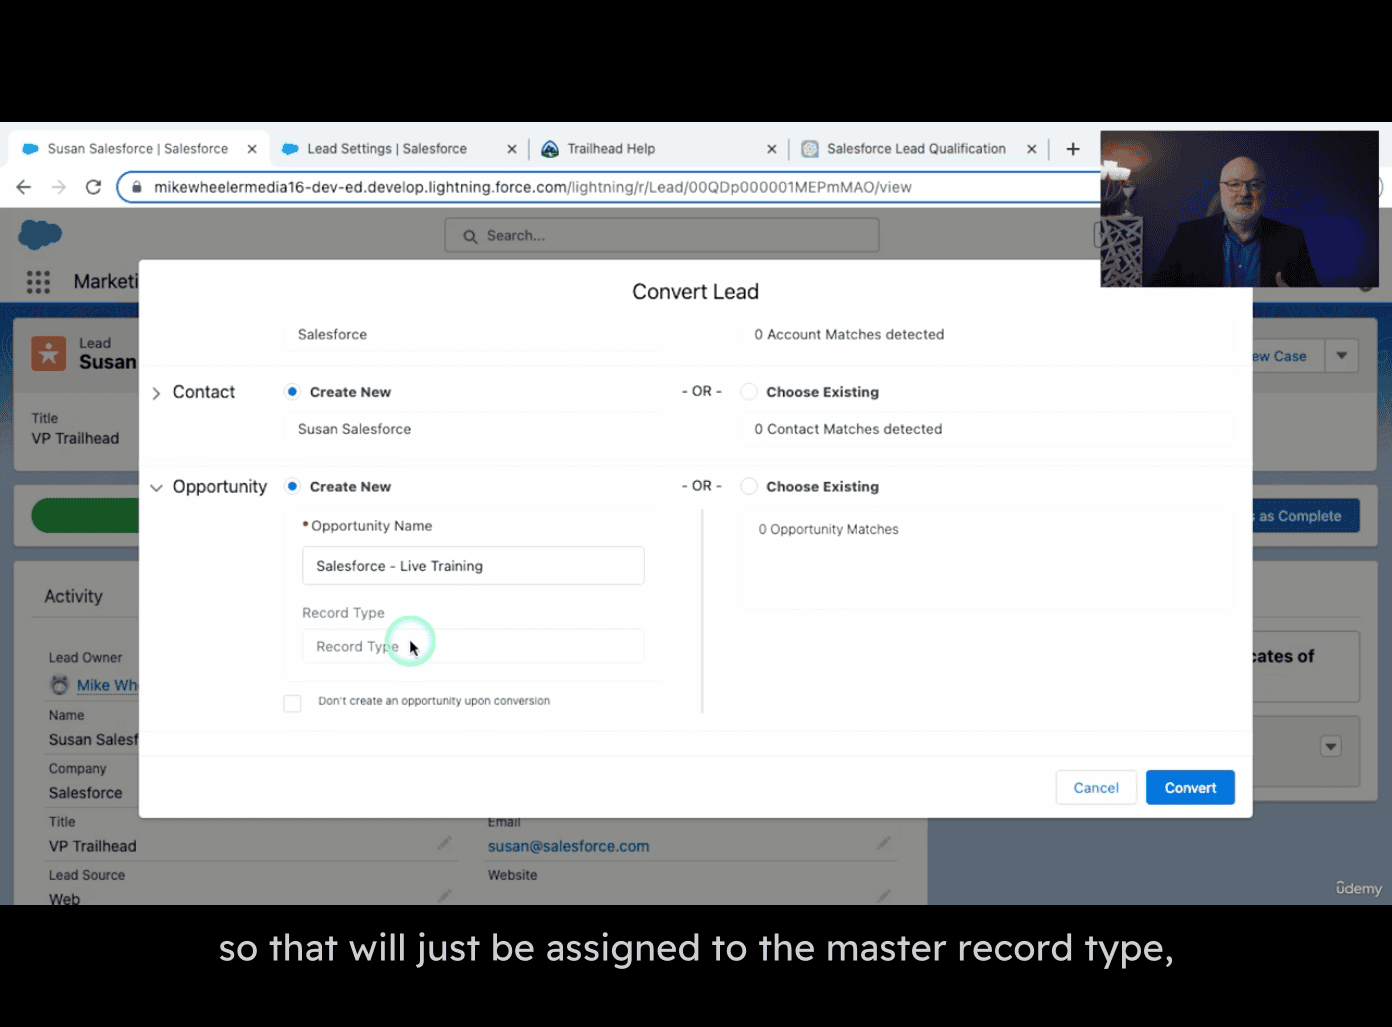 Susan Salesforce | Salesforce
Lead Settings | Salesforce
Trailhead Help
Salesforce Lead Qualification
mikewheelermedia16-dev-ed.develop.lightning.force.com/lightning/r/Lead/00QDp000001MEPmMAO/view
Search...
Marketi
Convert Lead
Lead
Susan
Salesforce
0 Account Matches detected
ew Case
Contact
Create New
- OR -
Choose Existing
Title
VP Trailhead
Susan Salesforce
0 Contact Matches detected
Opportunity
Create New
- OR -
Choose Existing
as Complete
Opportunity Name
0 Opportunity Matches
Salesforce - Live Training
Activity
Record Type
Record Type
Lead Owner
cates of
Mike Wh
Don't create an opportunity upon conversion
Name
Susan Salesf
Company
Salesforce
Cancel
Convert
Title
Email
VP Trailhead
susan@salesforce.com
Lead Source
Website
Web
ûdemy
so that will just be assigned to the master record type,